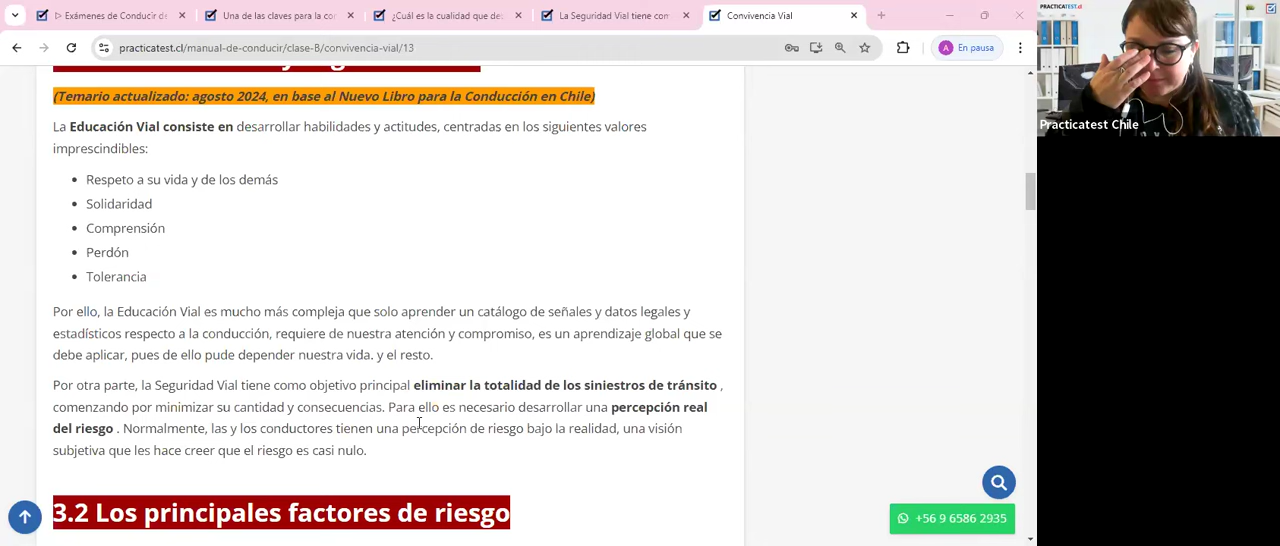 Exámenes de Conducir de
Una de las claves para la co
¿Cuál es la cualidad que de
La Seguridad Vial tiene com
Convivencia Vial
practicatest.cl/manual-de-conducir/clase-B/convivencia-vial/13
A En pausa
PRACTICATEST.cl
Practicatest Chile
(Temario actualizado: agosto 2024, en base al Nuevo Libro para la Conducción en Chile)
La Educación Vial consiste en desarrollar habilidades y actitudes, centradas en los siguientes valores
imprescindibles:
• Respeto a su vida y de los demás
• Solidaridad
• Comprensión
• Perdón
• Tolerancia
Por ello, la Educación Vial es mucho más compleja que solo aprender un catálogo de señales y datos legales y
estadísticos respecto a la conducción, requiere de nuestra atención y compromiso, es un aprendizaje global que se
debe aplicar, pues de ello pude depender nuestra vida. y el resto.
Por otra parte, la Seguridad Vial tiene como objetivo principal eliminar la totalidad de los siniestros de tránsito ,
comenzando por minimizar su cantidad y consecuencias. Para ello es necesario desarrollar una percepción real
del riesgo . Normalmente, las y los conductores tienen una percepción de riesgo bajo la realidad, una visión
subjetiva que les hace creer que el riesgo es casi nulo.
3.2 Los principales factores de riesgo
+56 9 6586 2935